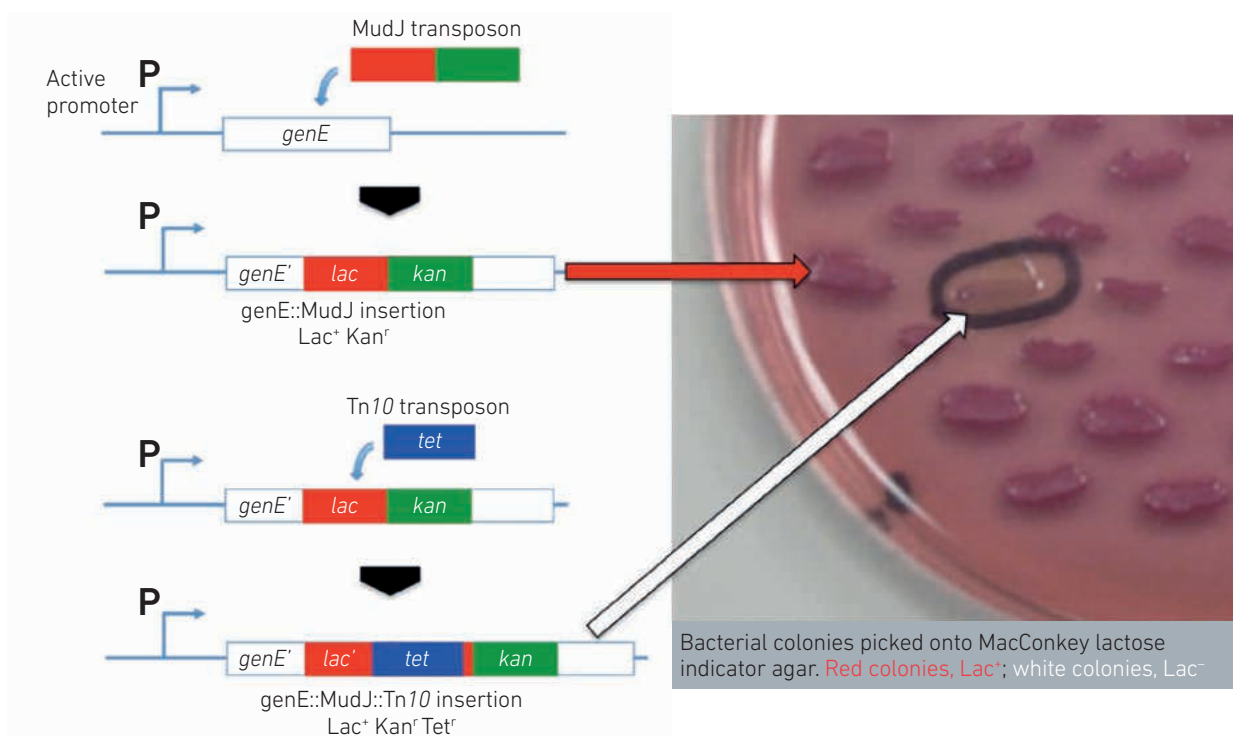 MudJ transposon
Active
promoter
P
genE
P
genE’ lac kan
genE::MudJ insertion
Lac⁺ Kanʳ
Tn10 transposon
tet
P
genE’ lac kan
P
genE’ lac’ tet kan
genE::MudJ::Tn10 insertion
Lac⁺ Kanʳ Tetʳ
Bacterial colonies picked onto MacConkey lactose
indicator agar. Red colonies, Lac⁺; white colonies, Lac⁻